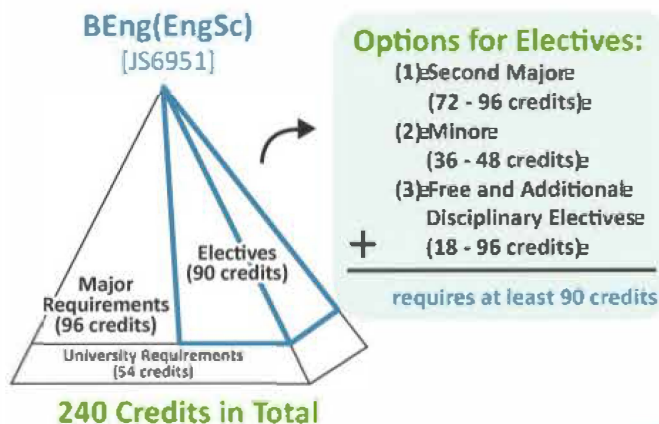 BEng(EngSc)
[JS6951]
Major
Requirements
(96 credits)
Electives
(90 credits)
University Requirements
(54 credits)
240 Credits in Total
Options for Electives:
(1)Second Major
(72 - 96 credits)
(2)Minor
(36 - 48 credits)
(3)Free and Additional
Disciplinary Electives
+ (18 - 96 credits)
requires at least 90 credits